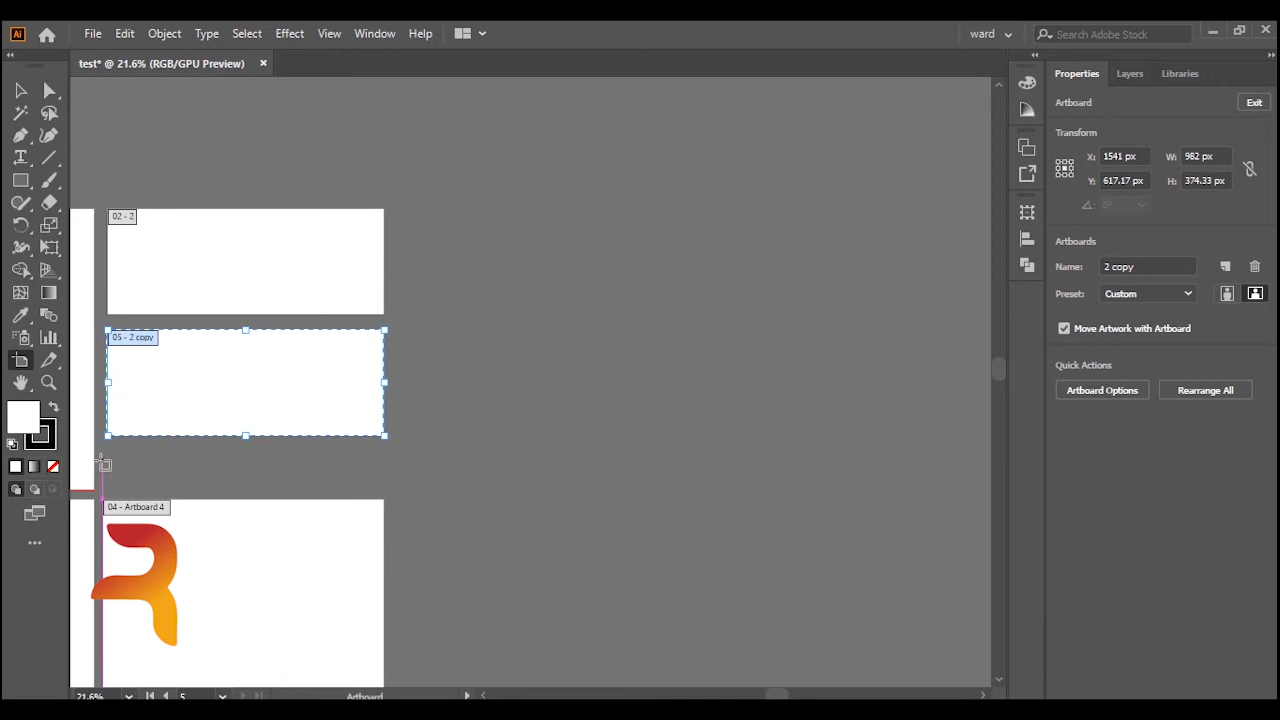 Ai File Edit Object Type Select Effect View Window Help ward Search Adobe Stock
test* @ 21.6% (RGB/GPU Preview) ×
Properties Layers Libraries
Artboard Exit
Transform
X: 1541 px W: 982 px
Y: 617.17 px H: 374.33 px
0°
Artboards
Name: 2 copy
Preset: Custom
Move Artwork with Artboard
Quick Actions
Artboard Options Rearrange All
02 - 2
05 - 2 copy
04 - Artboard 4
21.6% 5 Artboard